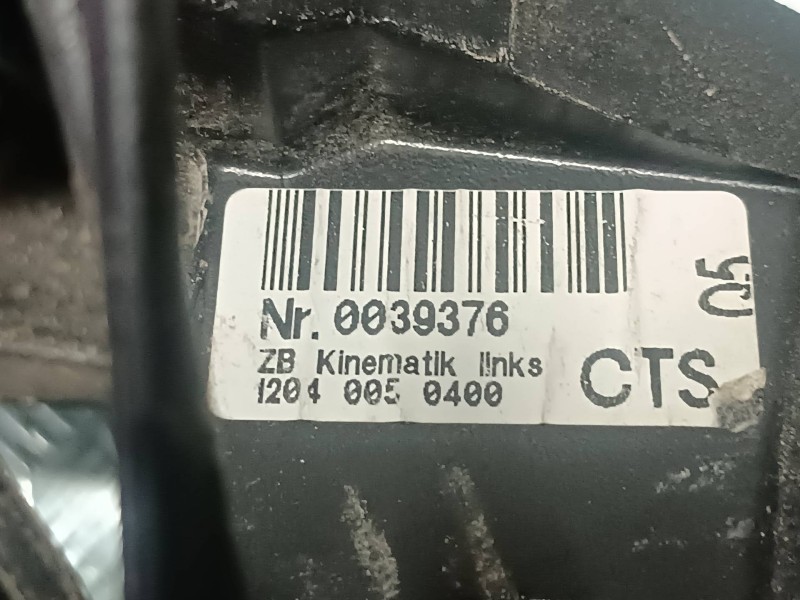 Nr. 0039376
ZB Kinematik links
1204 005 0400
CTS
05